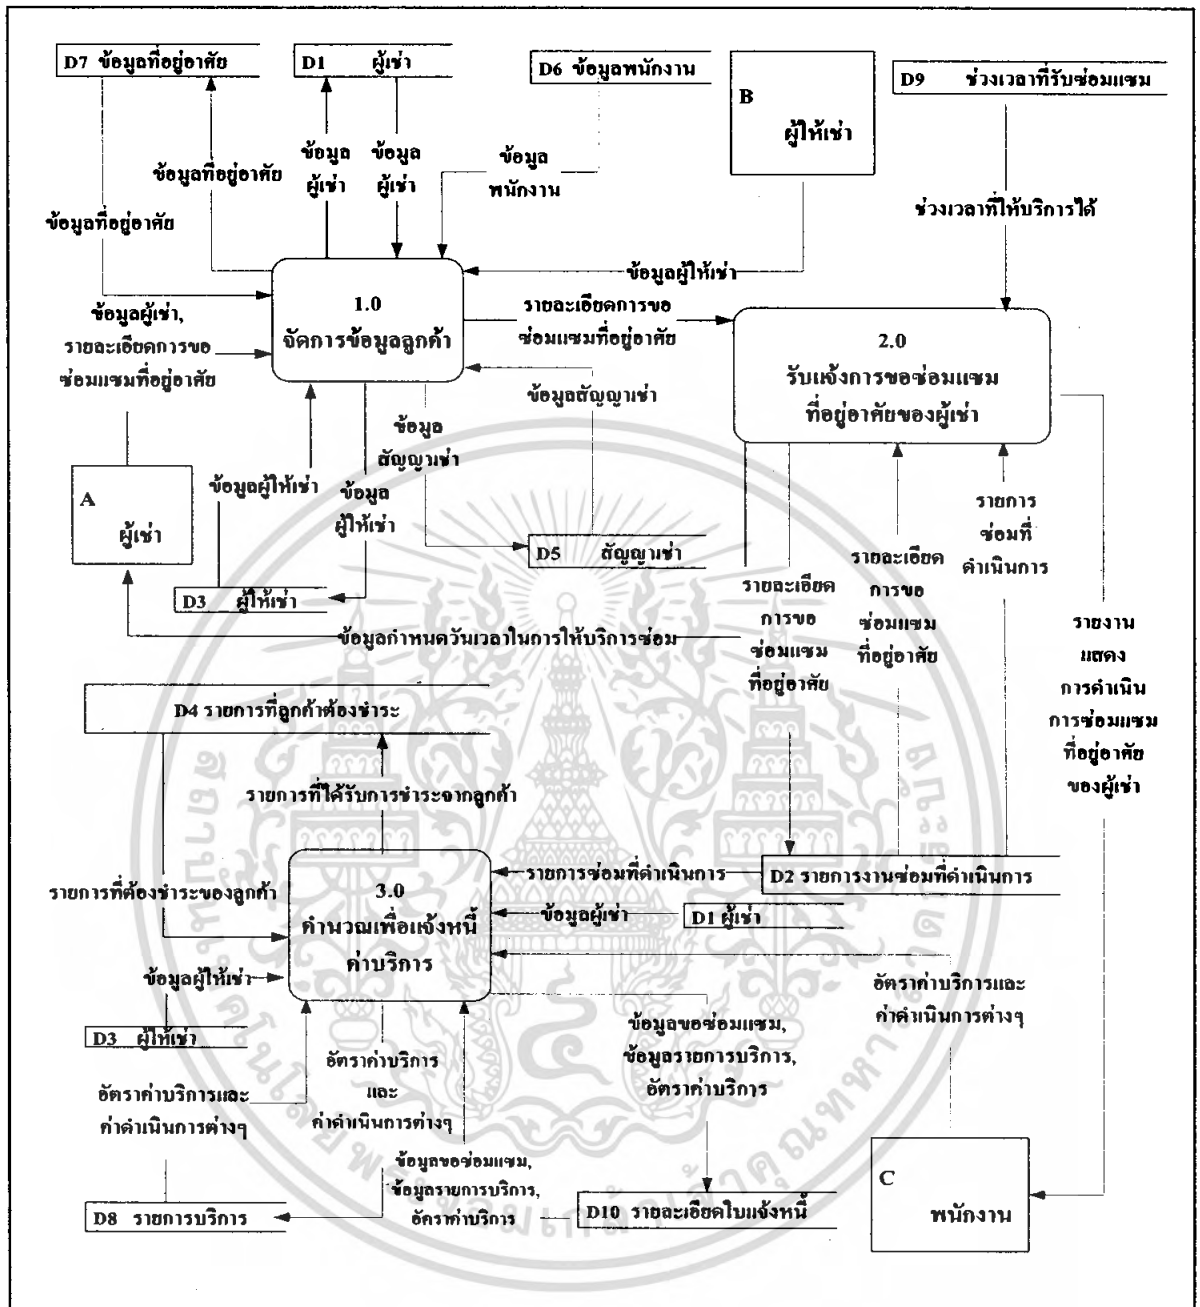 D7 ข้อมูลที่อยู่อาศัย
D1 ผู้เช่า
D6 ข้อมูลพนักงาน
B
ผู้ให้เช่า
D9 ช่วงเวลาที่รับซ่อมแซม
ข้อมูลที่อยู่อาศัย
ข้อมูลที่อยู่อาศัย
ข้อมูล
ผู้เช่า
ข้อมูล
ผู้เช่า
ข้อมูล
พนักงาน
ข้อมูลผู้ให้เช่า
ช่วงเวลาที่ให้บริการได้
1.0
จัดการข้อมูลลูกค้า
รายละเอียดการขอ
ซ่อมแซมที่อยู่อาศัย
2.0
รับแจ้งการขอซ่อมแซม
ที่อยู่อาศัยของผู้เช่า
ข้อมูลผู้เช่า,
รายละเอียดการขอ
ซ่อมแซมที่อยู่อาศัย
ข้อมูลสัญญาเช่า
ข้อมูล
สัญญาเช่า
A
ผู้เช่า
ข้อมูลผู้ให้เช่า
ข้อมูล
ผู้ให้เช่า
D5 สัญญาเช่า
D3 ผู้ให้เช่า
ข้อมูลกำหนดวันเวลาในการให้บริการซ่อม
รายละเอียด
การขอ
ซ่อมแซม
ที่อยู่อาศัย
รายละเอียด
การขอ
ซ่อมแซม
ที่อยู่อาศัย
รายการ
ซ่อมที่
ดำเนินการ
รายงาน
แสดง
การดำเนิน
การซ่อมแซม
ที่อยู่อาศัย
ของผู้เช่า
D4 รายการที่ลูกค้าต้องชำระ
รายการที่ได้รับการชำระจากลูกค้า
รายการที่ต้องชำระของลูกค้า
3.0
คำนวณเพื่อแจ้งหนี้
ค่าบริการ
รายการซ่อมที่ดำเนินการ
D2 รายการงานซ่อมที่ดำเนินการ
ข้อมูลผู้เช่า
D1 ผู้เช่า
ข้อมูลผู้ให้เช่า
D3 ผู้ให้เช่า
อัตราค่าบริการและ
ค่าดำเนินการต่างๆ
อัตราค่าบริการ
และ
ค่าดำเนินการต่างๆ
ข้อมูลขอซ่อมแซม,
ข้อมูลรายการบริการ,
อัตราค่าบริการ
อัตราค่าบริการและ
ค่าดำเนินการต่างๆ
ข้อมูลขอซ่อมแซม,
ข้อมูลรายการบริการ,
อัตราค่าบริการ
D8 รายการบริการ
D10 รายละเอียดใบแจ้งหนี้
C
พนักงาน